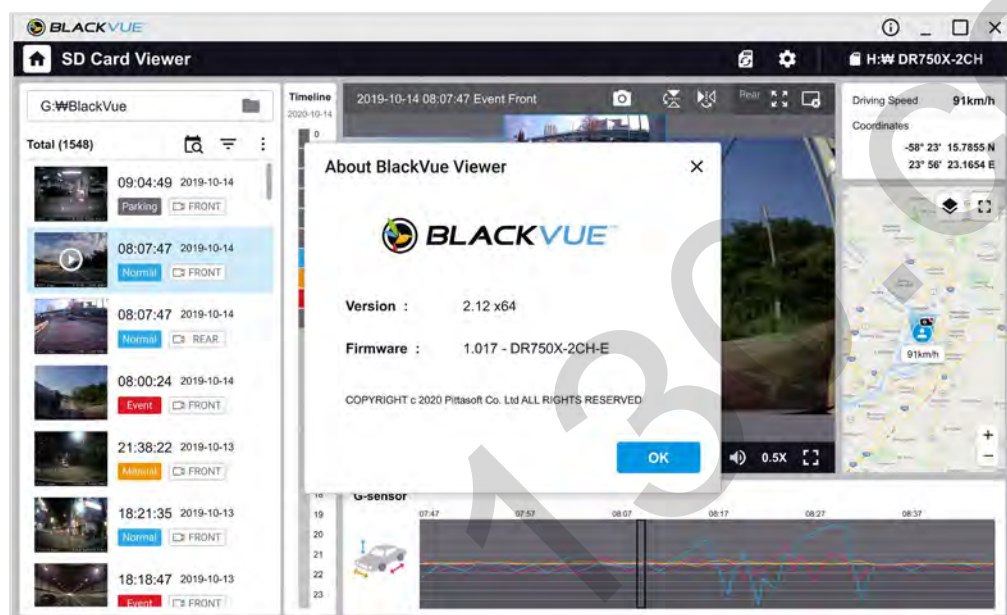 BLACKVUE
SD Card Viewer
H:₩ DR750X-2CH
G:₩BlackVue
Total (1548)
09:04:49 2019-10-14
Parking FRONT
08:07:47 2019-10-14
Normal FRONT
08:07:47 2019-10-14
Normal REAR
08:00:24 2019-10-14
Event FRONT
21:38:22 2019-10-13
Manual FRONT
18:21:35 2019-10-13
Normal FRONT
18:18:47 2019-10-13
Event FRONT
Timeline
2020-10-14
0
18
19
20
21
22
23
2019-10-14 08:07:47 Event Front
Rear
About BlackVue Viewer
BLACKVUE
Version : 2.12 x64
Firmware : 1.017 - DR750X-2CH-E
COPYRIGHT c 2020 Pittasoft Co. Ltd ALL RIGHTS RESERVED
OK
0.5X
Driving Speed 91km/h
Coordinates
-58° 23' 15.7855 N
23° 56' 23.1654 E
91km/h
G-sensor
07:47 07:57 08:07 08:17 08:27 08:37